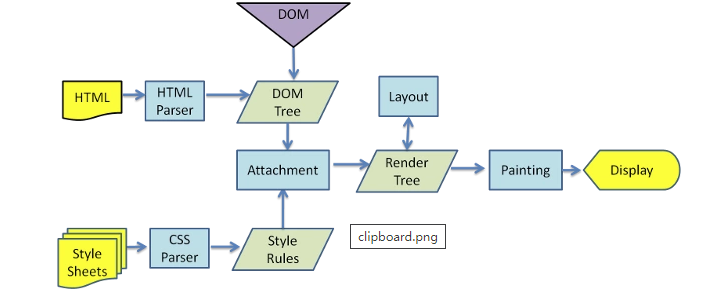 DOM
HTML
HTML
Parser
DOM
Tree
Layout
Attachment
Render
Tree
Painting
Display
Style
Sheets
CSS
Parser
Style
Rules
clipboard.png